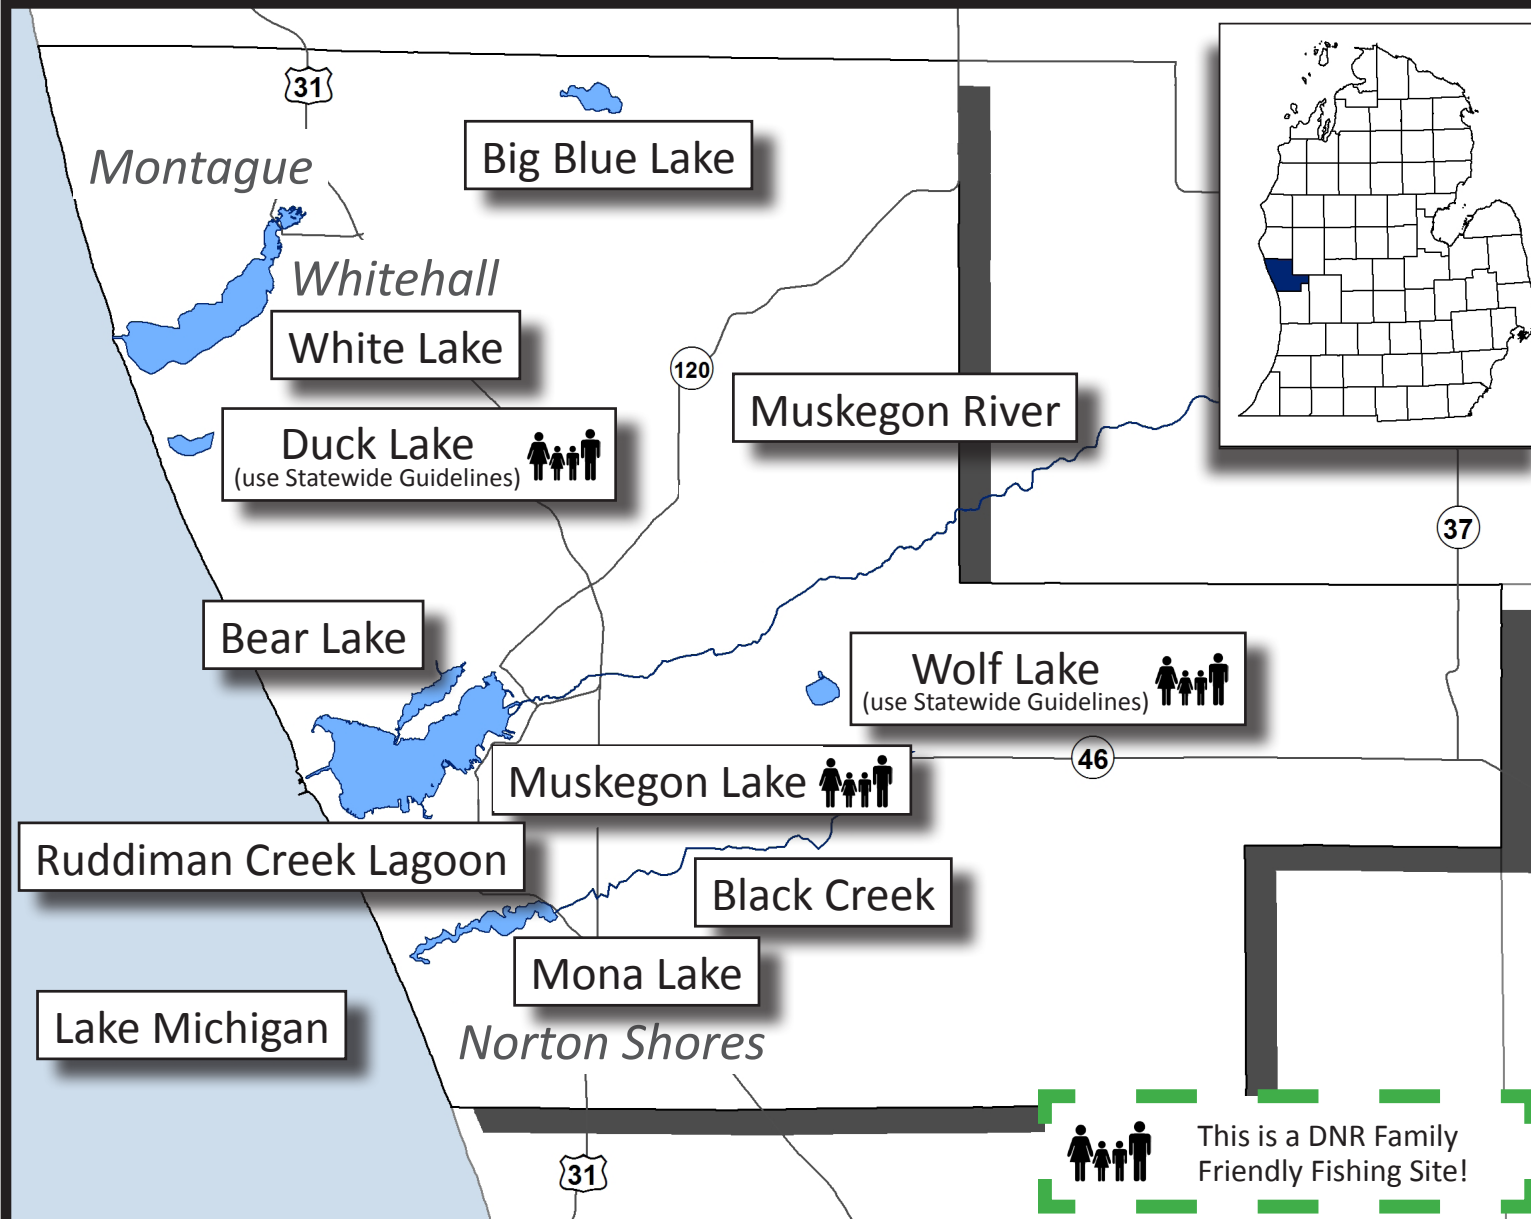 31
Big Blue Lake
Montague
Whitehall
White Lake
120
Muskegon River
Duck Lake
(use Statewide Guidelines)
37
Bear Lake
Wolf Lake
(use Statewide Guidelines)
46
Muskegon Lake
Ruddiman Creek Lagoon
Black Creek
Mona Lake
Lake Michigan
Norton Shores
31
This is a DNR Family
Friendly Fishing Site!